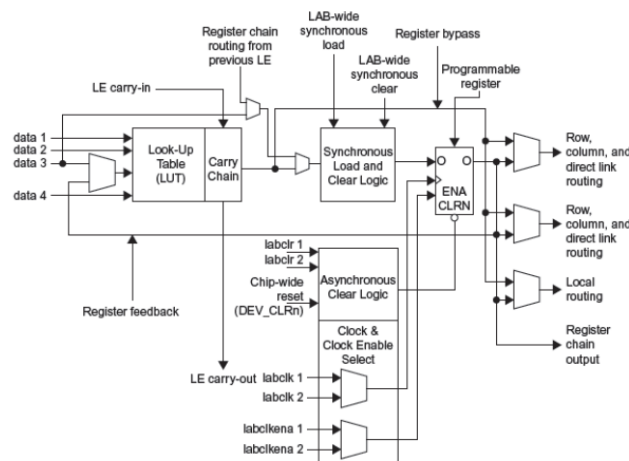 LAB-wide
synchronous
load
Register chain
routing from
previous LE
LAB-wide
synchronous
clear
Register bypass
Programmable
register
LE carry-in
data 1
data 2
data 3
data 4
Look-Up
Table
(LUT)
Carry
Chain
Synchronous
Load and
Clear Logic
O O
ENA
CLRN
Row,
column, and
direct link
routing
Row,
column, and
direct link
routing
Local
routing
Register
chain
output
Register feedback
labclr 1
labclr 2
Chip-wide
reset
(DEV_CLRn)
Asynchronous
Clear Logic
Clock &
Clock Enable
Select
LE carry-out
labclk 1
labclk 2
labclkena 1
labclkena 2